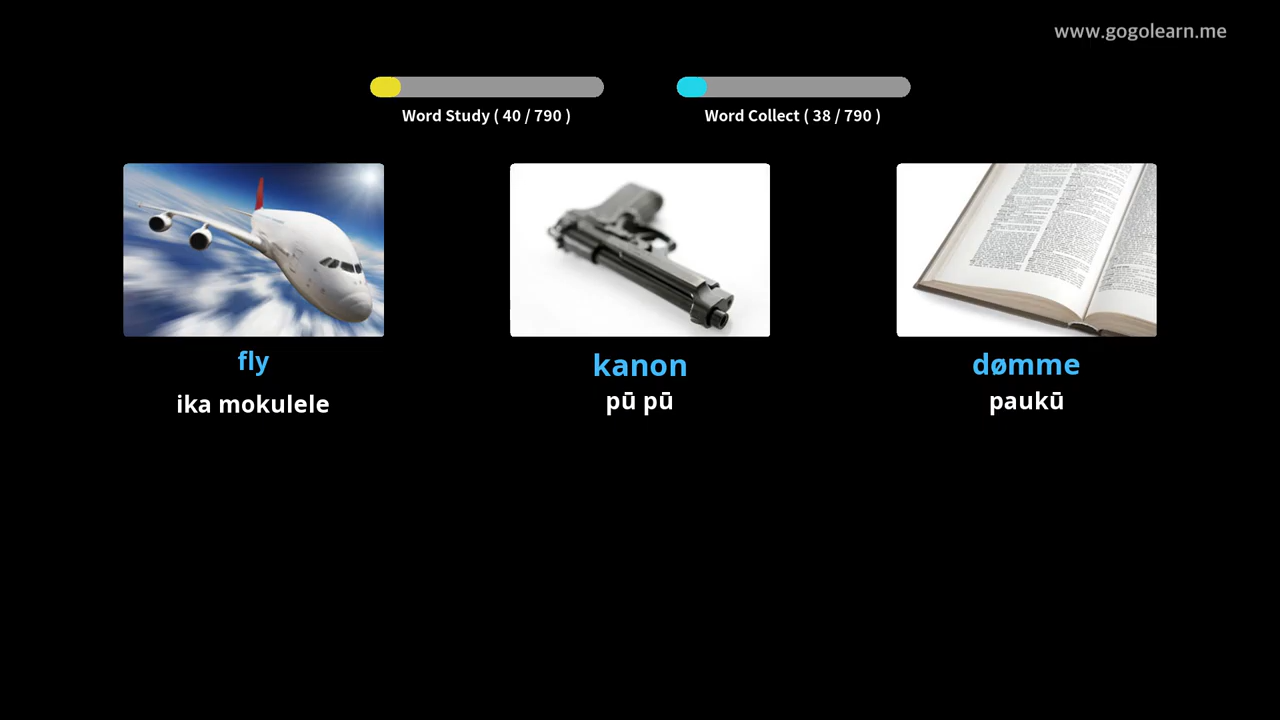 www.gogolearn.me
Word Study ( 40 / 790 )
Word Collect ( 38 / 790 )
fly
kanon
dømme
ika mokulele
pū pū
paukū